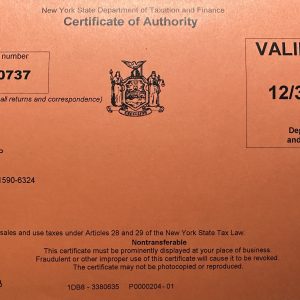 New York State Department of Taxation and Finance
Certificate of Authority
number
0737
all returns and correspondence)
VALI
12/3
Dep
and
P
1590-6324
sales and use taxes under Articles 28 and 29 of the New York State Tax Law.
Nontransferable
This certificate must be prominently displayed at your place of business.
Fraudulent or other improper use of this certificate will cause it to be revoked.
The certificate may not be photocopied or reproduced.
1DB8 - 3380635 P0000204- 01